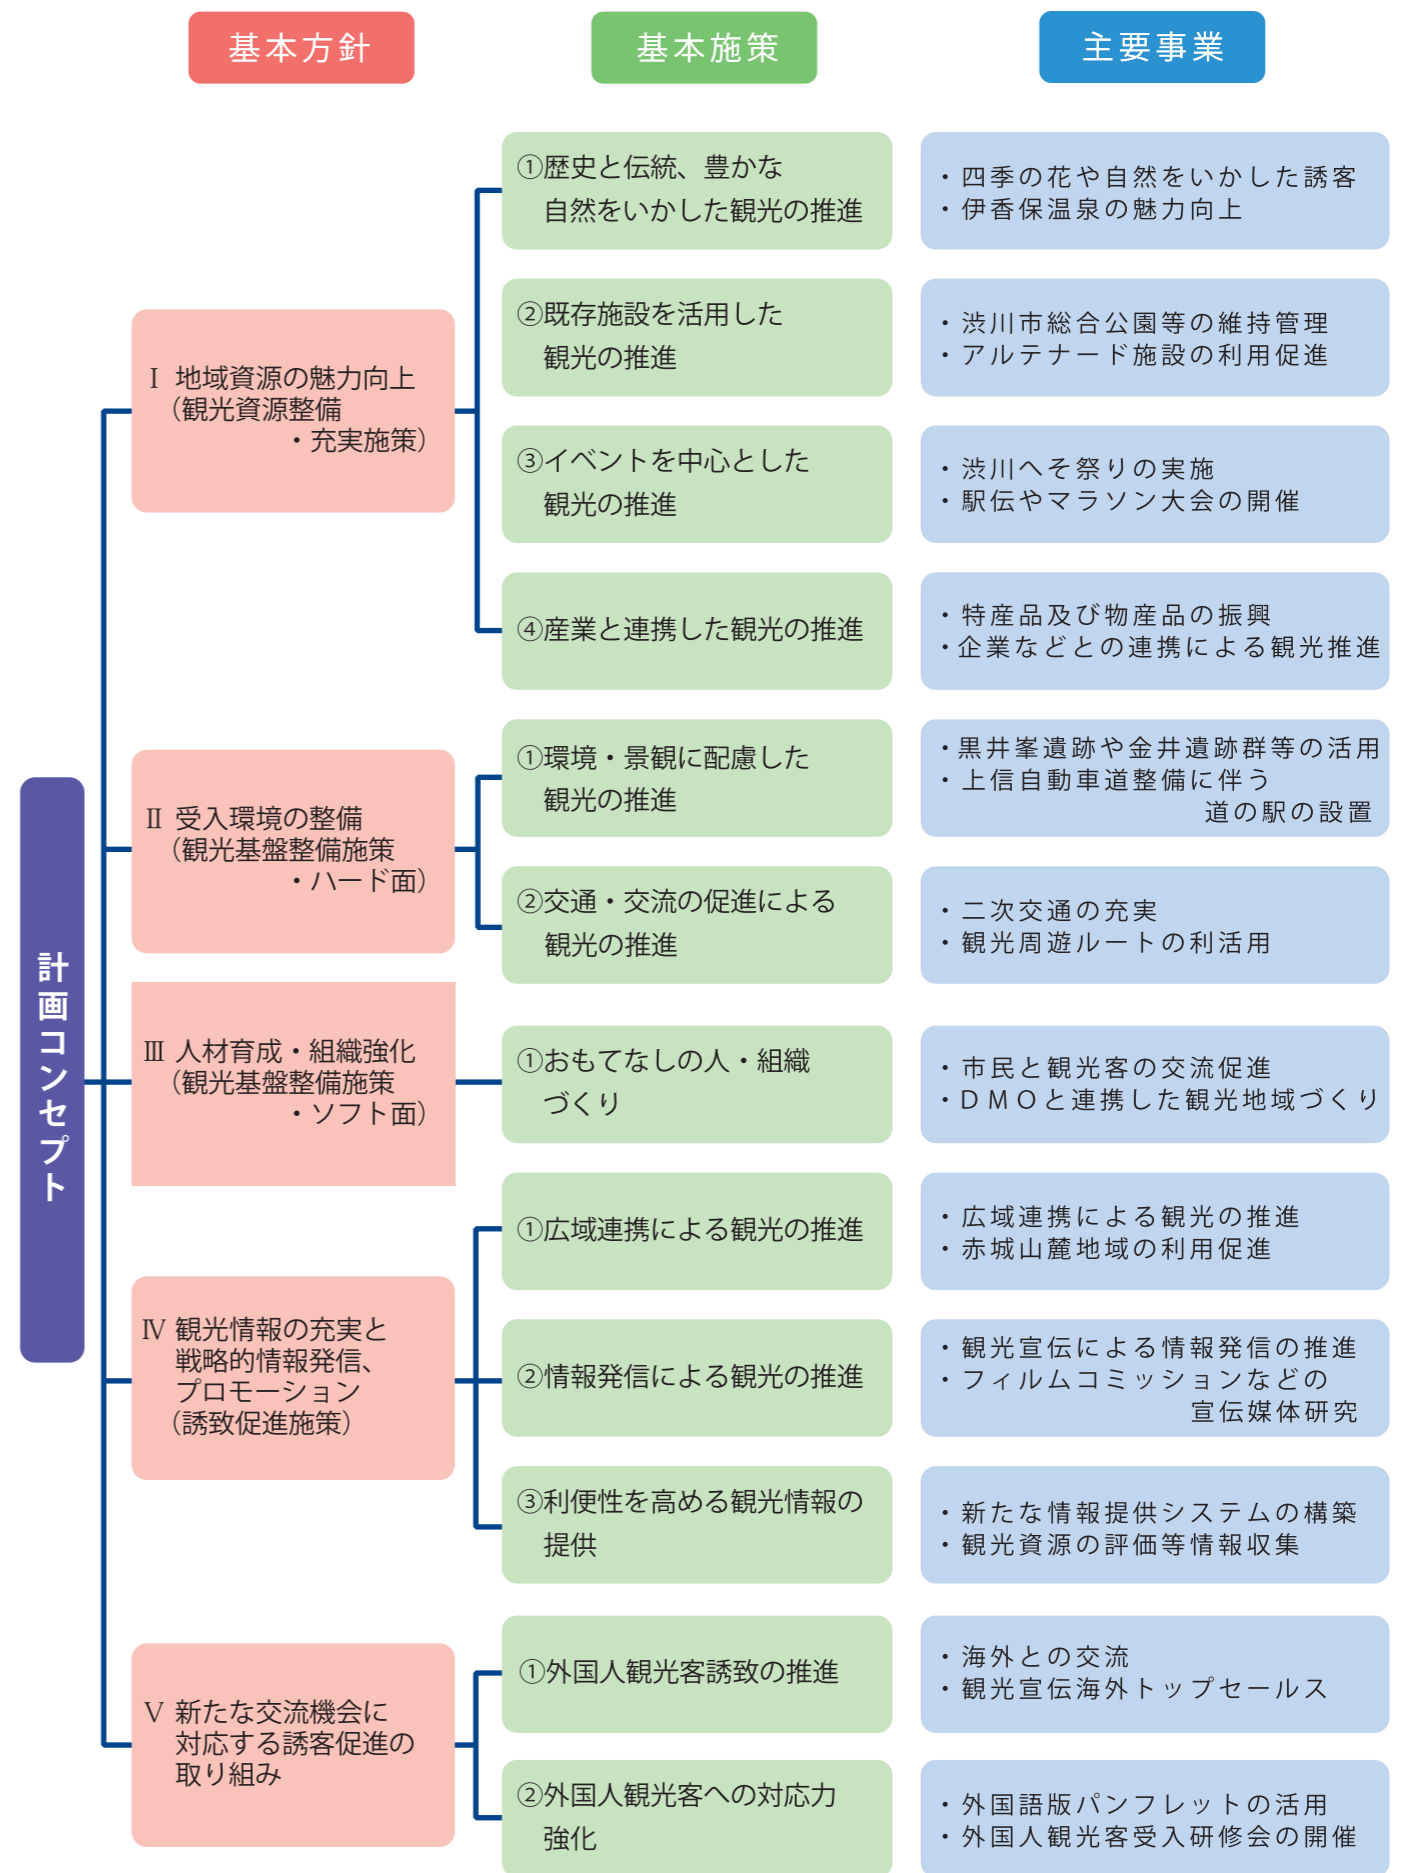 基本方針
基本施策
主要事業
計画コンセプト
Ⅰ 地域資源の魅力向上
（観光資源整備
・充実施策）
①歴史と伝統、豊かな
自然をいかした観光の推進
・四季の花や自然をいかした誘客
・伊香保温泉の魅力向上
②既存施設を活用した
観光の推進
・渋川市総合公園等の維持管理
・アルテナード施設の利用促進
③イベントを中心とした
観光の推進
・渋川へそ祭りの実施
・駅伝やマラソン大会の開催
④産業と連携した観光の推進
・特産品及び物産品の振興
・企業などとの連携による観光推進
Ⅱ 受入環境の整備
（観光基盤整備施策
・ハード面）
①環境・景観に配慮した
観光の推進
・黒井峯遺跡や金井遺跡群等の活用
・上信自動車道整備に伴う
道の駅の設置
②交通・交流の促進による
観光の推進
・二次交通の充実
・観光周遊ルートの利活用
Ⅲ 人材育成・組織強化
（観光基盤整備施策
・ソフト面）
①おもてなしの人・組織
づくり
・市民と観光客の交流促進
・ＤＭＯと連携した観光地域づくり
Ⅳ 観光情報の充実と
戦略的情報発信、
プロモーション
（誘致促進施策）
①広域連携による観光の推進
・広域連携による観光の推進
・赤城山麓地域の利用促進
②情報発信による観光の推進
・観光宣伝による情報発信の推進
・フィルムコミッションなどの
宣伝媒体研究
③利便性を高める観光情報の
提供
・新たな情報提供システムの構築
・観光資源の評価等情報収集
Ⅴ 新たな交流機会に
対応する誘客促進の
取り組み
①外国人観光客誘致の推進
・海外との交流
・観光宣伝海外トップセールス
②外国人観光客への対応力
強化
・外国語版パンフレットの活用
・外国人観光客受入研修会の開催